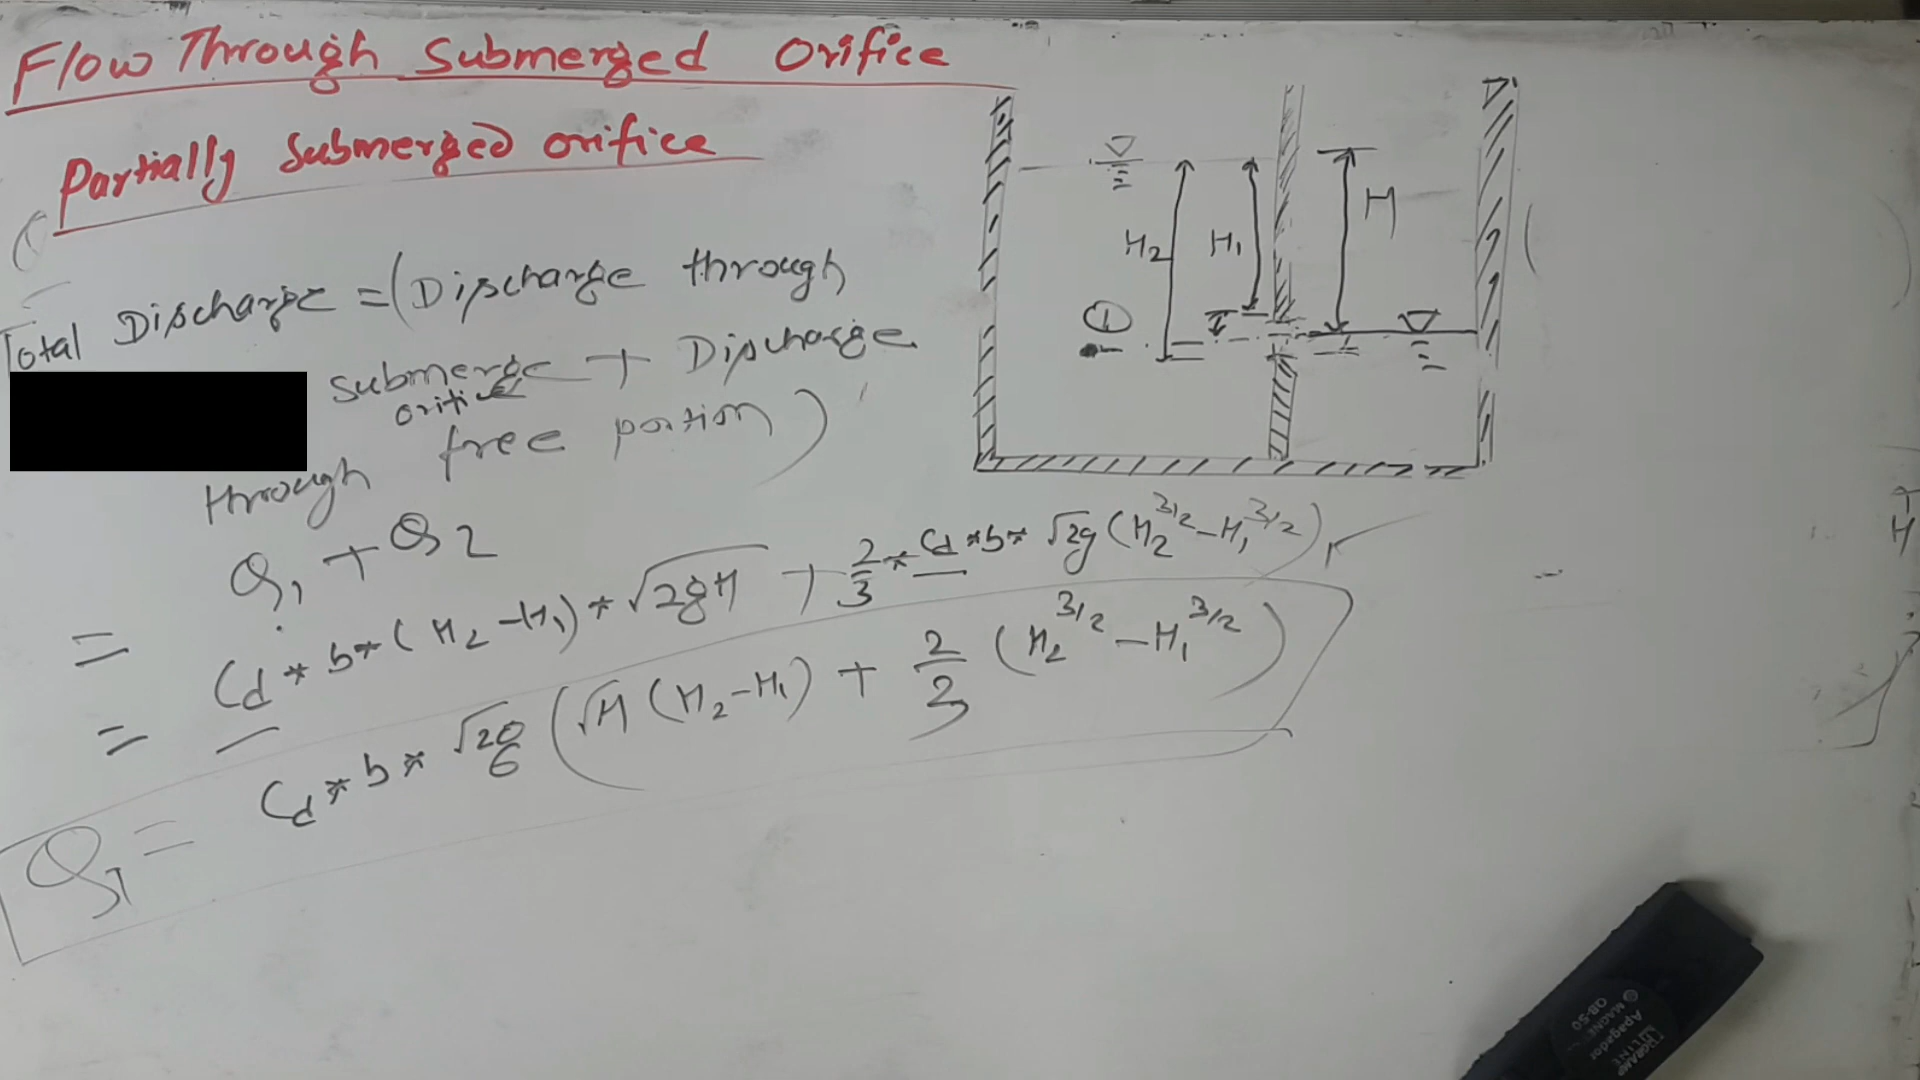 Flow Through Submerged Orifice
Partially Submerged orifice
Total Discharge = (Discharge through
submerge orifice + Discharge
through free portion)
= Q1 + Q2
= Cd * b * (H2 - H1) * √2gH + 2/3 * Cd * b * √2g (H2^3/2 - H1^3/2)
QT = Cd * b * √2g (√H (H2 - H1) + 2/3 (H2^3/2 - H1^3/2)
H2
H1
H
1
H